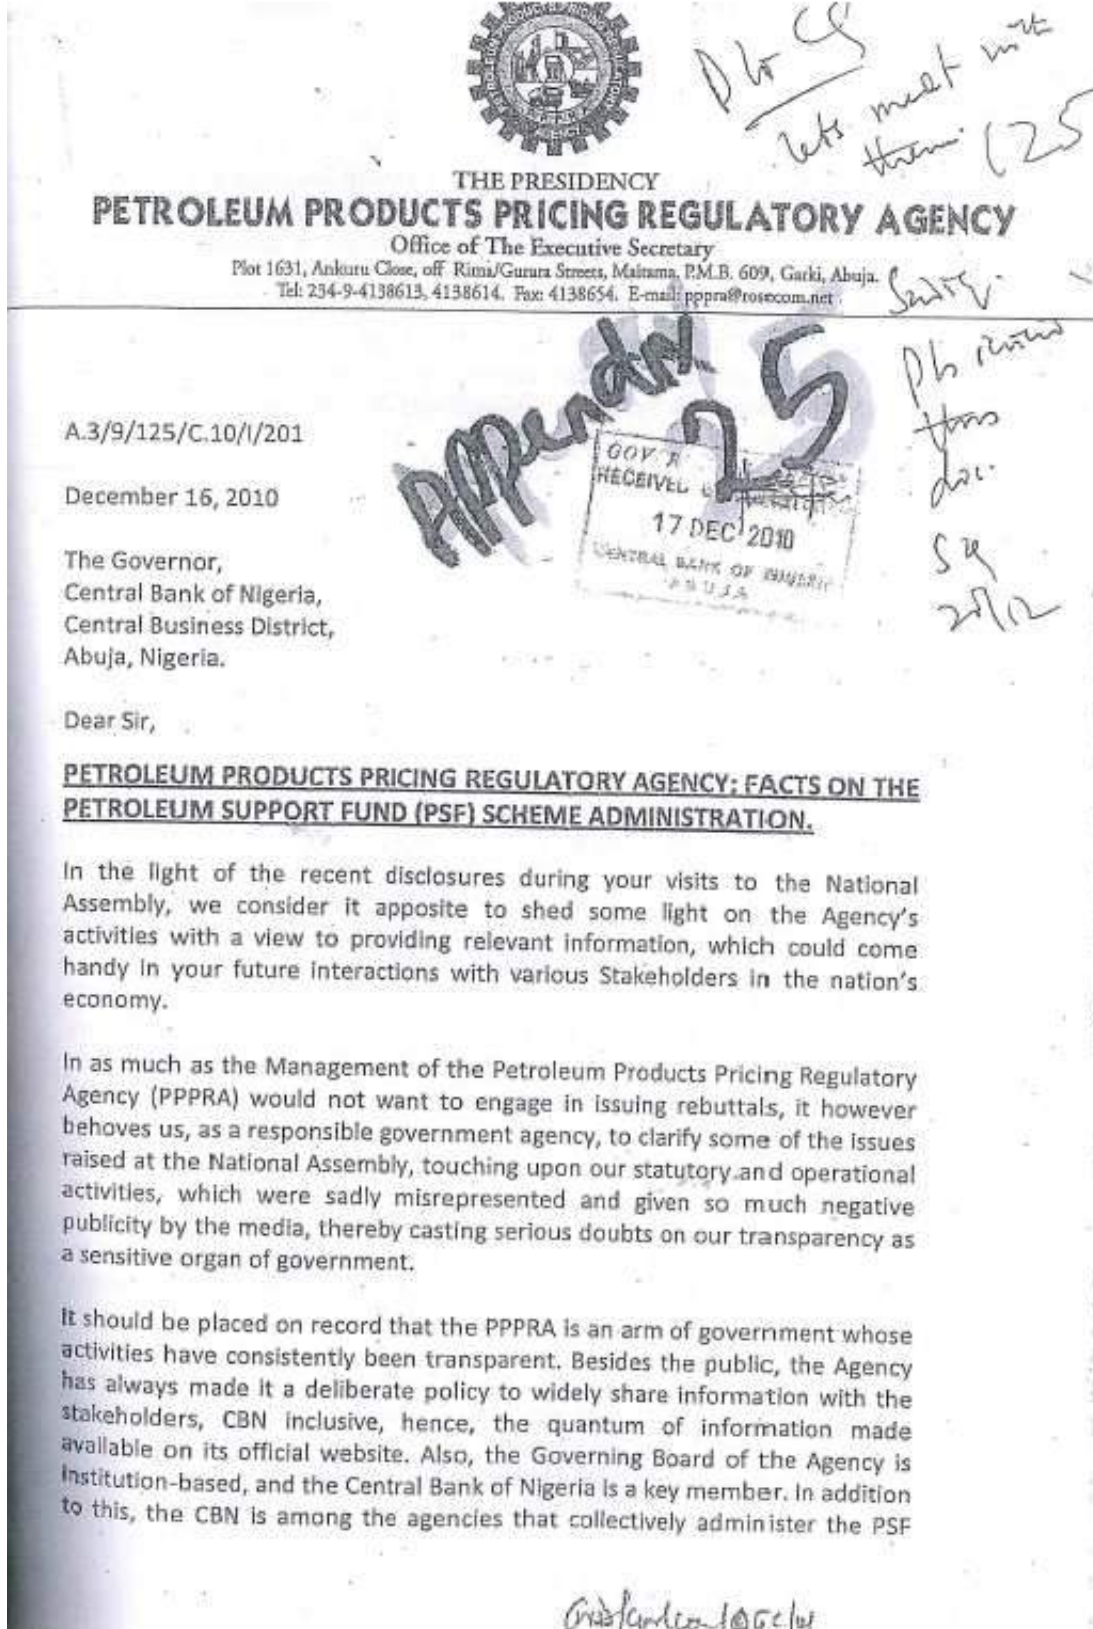 PETROLEUM PRODUCTS PRICING REGULATORY AGENCY
lets meet with
them
THE PRESIDENCY
PETROLEUM PRODUCTS PRICING REGULATORY AGENCY
Office of The Executive Secretary
Plot 1631, Ankuru Close, off Rima/Gurara Streets, Maitama, P.M.B. 609, Garki, Abuja.
Tel: 234-9-4138613, 4138614. Fax: 4138654. E-mail: pppra@rosecom.net
Appendix
25
A.3/9/125/C.10/I/201
RECEIVED
17 DEC 2010
CENTRAL BANK OF NIGERIA
ABUJA
20/12
December 16, 2010
The Governor,
Central Bank of Nigeria,
Central Business District,
Abuja, Nigeria.
Dear Sir,
PETROLEUM PRODUCTS PRICING REGULATORY AGENCY: FACTS ON THE
PETROLEUM SUPPORT FUND (PSF) SCHEME ADMINISTRATION.
In the light of the recent disclosures during your visits to the National
Assembly, we consider it apposite to shed some light on the Agency's
activities with a view to providing relevant information, which could come
handy in your future interactions with various Stakeholders in the nation's
economy.
In as much as the Management of the Petroleum Products Pricing Regulatory
Agency (PPPRA) would not want to engage in issuing rebuttals, it however
behoves us, as a responsible government agency, to clarify some of the issues
raised at the National Assembly, touching upon our statutory and operational
activities, which were sadly misrepresented and given so much negative
publicity by the media, thereby casting serious doubts on our transparency as
a sensitive organ of government.
It should be placed on record that the PPPRA is an arm of government whose
activities have consistently been transparent. Besides the public, the Agency
has always made it a deliberate policy to widely share information with the
stakeholders, CBN inclusive, hence, the quantum of information made
available on its official website. Also, the Governing Board of the Agency is
Institution-based, and the Central Bank of Nigeria is a key member. In addition
to this, the CBN is among the agencies that collectively administer the PSF